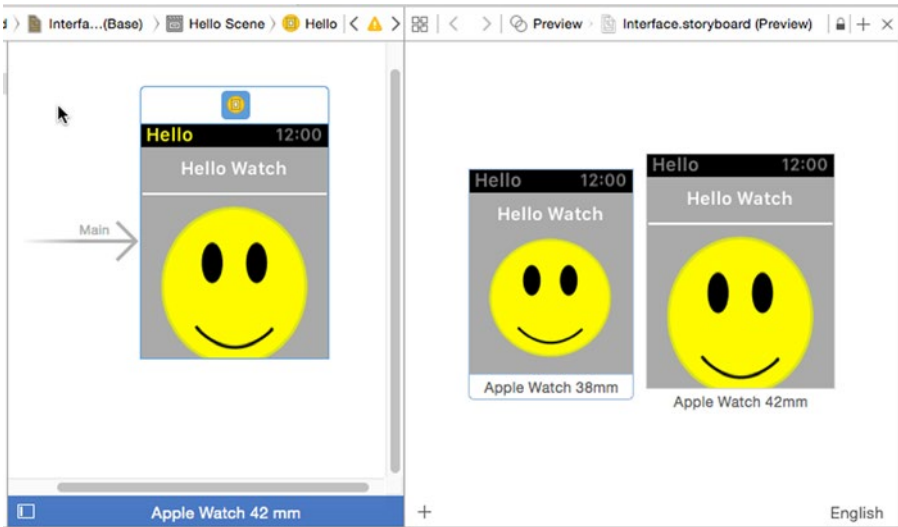 Interfa...(Base) Hello Scene Hello
Preview Interface.storyboard (Preview)
Hello 12:00
Hello Watch
Main
Hello 12:00
Hello Watch
Apple Watch 38mm
Hello 12:00
Hello Watch
Apple Watch 42mm
Apple Watch 42 mm
English